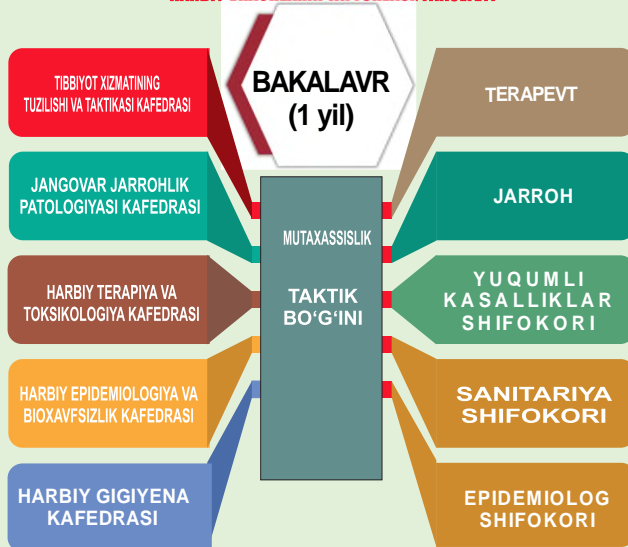 BAKALAVR
(1 yil)
TIBBIYOT XIZMATINING
TUZILISHI VA TAKTIKASI KAFEDRASI
JANGOVAR JARROHLIK
PATOLOGIYASI KAFEDRASI
HARBIY TERAPIYA VA
TOKSIKOLOGIYA KAFEDRASI
HARBIY EPIDEMIOLOGIYA VA
BIOXAVFSIZLIK KAFEDRASI
HARBIY GIGIYENA
KAFEDRASI
MUTAXASSISLIK
TAKTIK
BO‘G‘INI
TERAPEVT
JARROH
YUQUMLI
KASALLIKLAR
SHIFOKORI
SANITARIYA
SHIFOKORI
EPIDEMIOLOG
SHIFOKORI